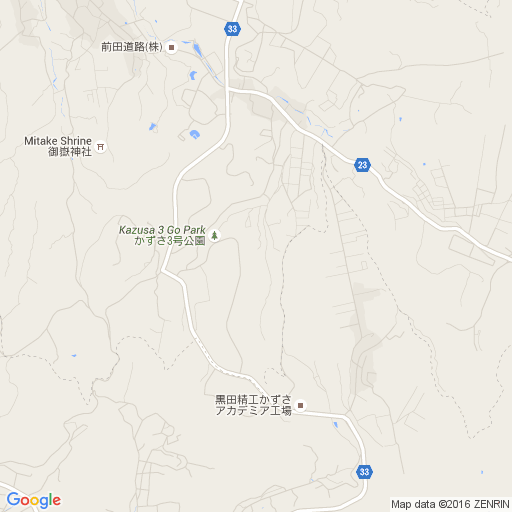 33
前田道路(株)
Mitake Shrine
御嶽神社
23
Kazusa 3 Go Park
かずさ3号公園
黒田精工かずさ
アカデミア工場
33
Google
Map data ©2016 ZENRIN